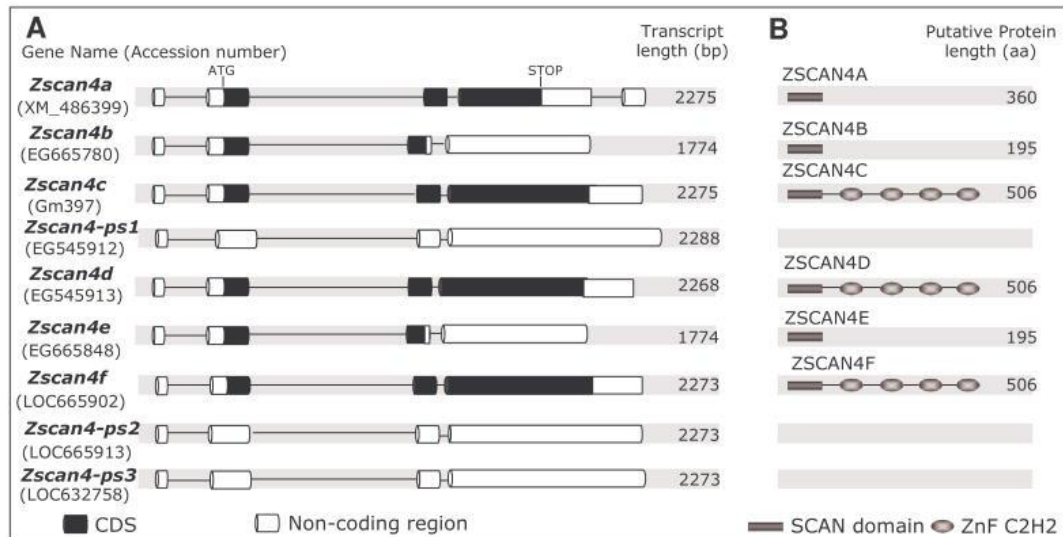 A
Gene Name (Accession number)
Transcript
length (bp)
ATG
STOP
Zscan4a
(XM_486399)
2275
Zscan4b
(EG665780)
1774
Zscan4c
(Gm397)
2275
Zscan4-ps1
(EG545912)
2288
Zscan4d
(EG545913)
2268
Zscan4e
(EG665848)
1774
Zscan4f
(LOC665902)
2273
Zscan4-ps2
(LOC665913)
2273
Zscan4-ps3
(LOC632758)
2273
CDS
Non-coding region
B
Putative Protein
length (aa)
ZSCAN4A
360
ZSCAN4B
195
ZSCAN4C
506
ZSCAN4D
506
ZSCAN4E
195
ZSCAN4F
506
SCAN domain
ZnF C2H2